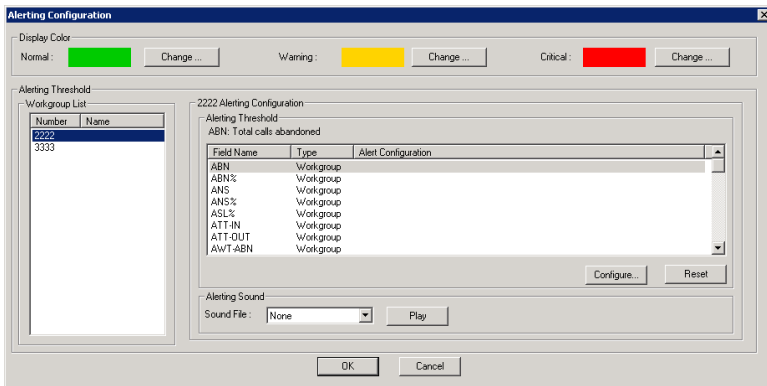 Alerting Configuration
Display Color
Normal : Change ... Warning : Change ... Critical : Change ...
Alerting Threshold
Workgroup List
Number Name
2222
3333
2222 Alerting Configuration
Alerting Threshold
ABN: Total calls abandoned
Field Name Type Alert Configuration
ABN Workgroup
ABN% Workgroup
ANS Workgroup
ANS% Workgroup
ASL% Workgroup
ATT-IN Workgroup
ATT-OUT Workgroup
AWT-ABN Workgroup
Configure... Reset
Alerting Sound
Sound File : None Play
OK Cancel